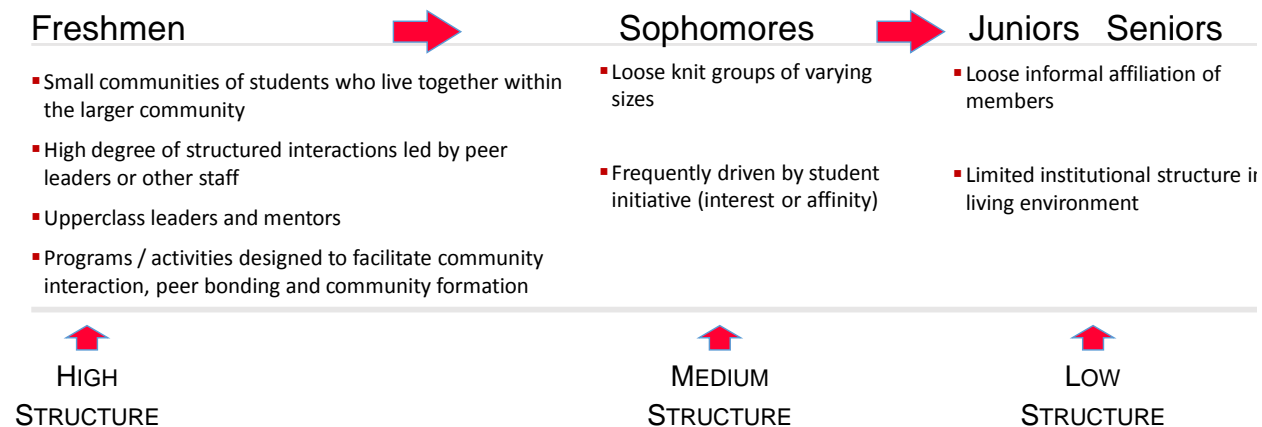 Freshmen
Small communities of students who live together within
the larger community
High degree of structured interactions led by peer
leaders or other staff
Upperclass leaders and mentors
Programs / activities designed to facilitate community
interaction, peer bonding and community formation
Sophomores
Loose knit groups of varying
sizes
Frequently driven by student
initiative (interest or affinity)
Juniors Seniors
Loose informal affiliation of
members
Limited institutional structure in
living environment
HIGH
STRUCTURE
MEDIUM
STRUCTURE
LOW
STRUCTURE